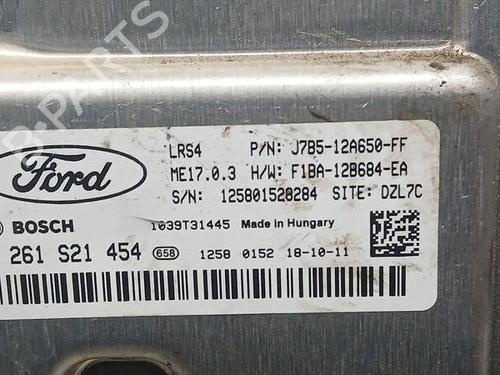 B-PARTS
Ford
LRS4 P/N: J7B5-12A650-FF
ME17.0.3 H/W: F1BA-12B684-EA
S/N: 125801528284 SITE: DZL7C
BOSCH 1039T31445 Made in Hungary
261 S21 454 658 1258 0152 18-10-11